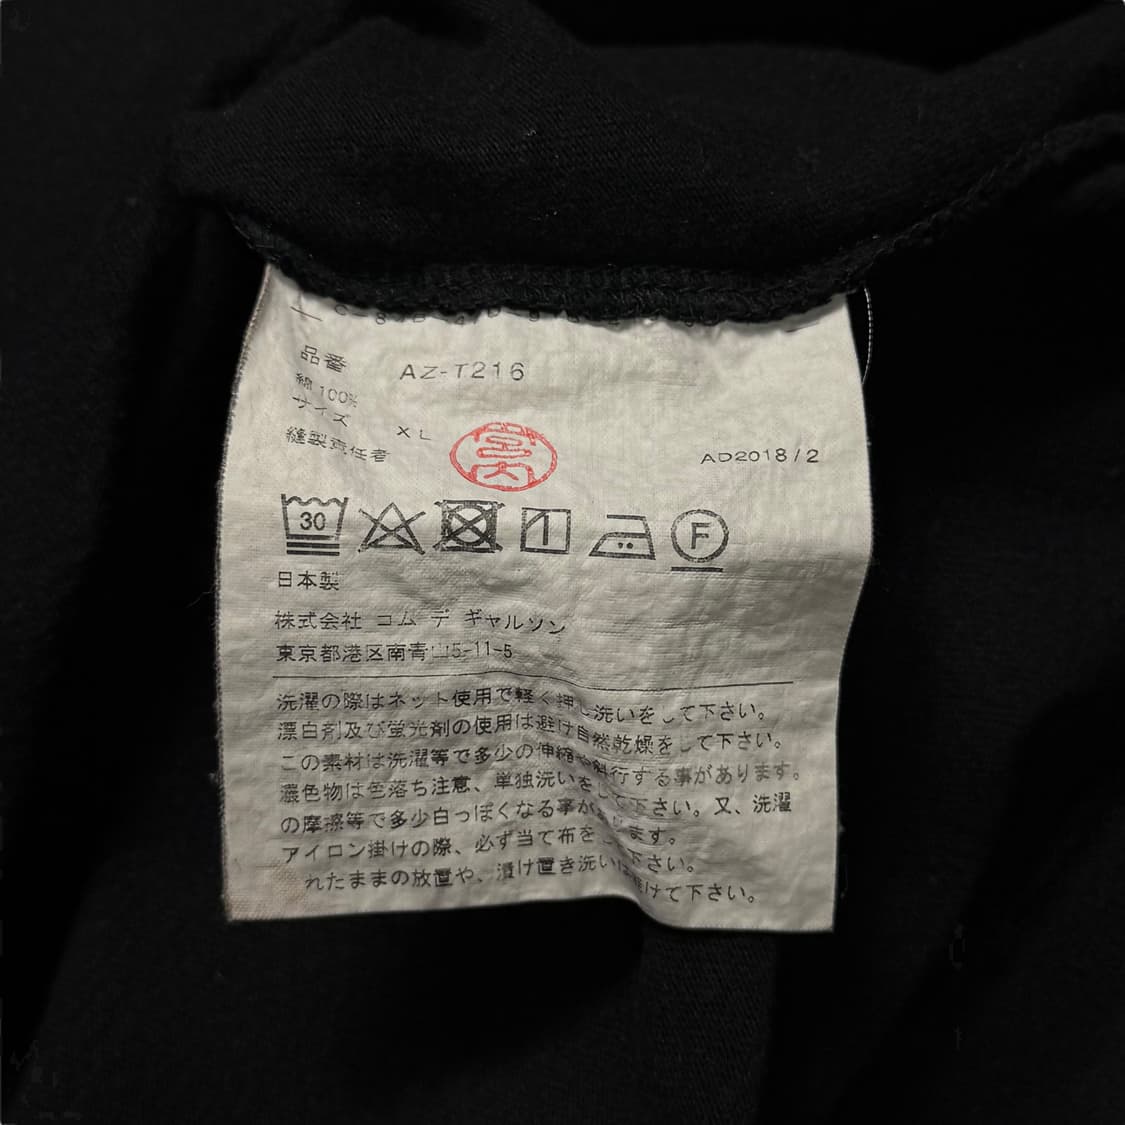 品番 AZ-T216
綿 100%
サイズ XL
縫製責任者
AD2018/2
30
F
日本製
株式会社 コム デ ギャルソン
東京都港区南青山5-11-5
洗濯の際はネット使用で軽く押し洗いをして下さい。
漂白剤及び蛍光剤の使用は避け自然乾燥をして下さい。
この素材は洗濯等で多少の伸縮や斜行する事があります。
濃色物は色落ち注意、単独洗いをして下さい。又、洗濯
の摩擦等で多少白っぽくなる事があります。
アイロン掛けの際、必ず当て布をして下さい。
れたままの放置や、漬け置き洗いは避けて下さい。